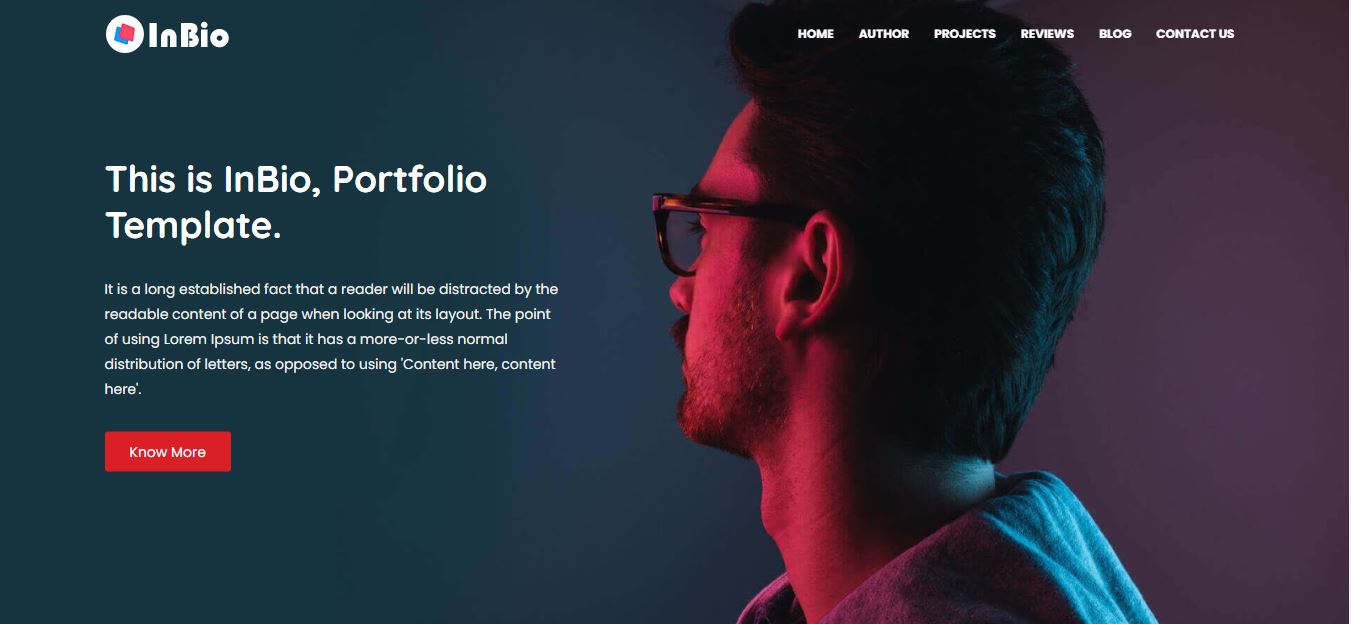 InBio
HOME AUTHOR PROJECTS REVIEWS BLOG CONTACT US
This is InBio, Portfolio
Template.
It is a long established fact that a reader will be distracted by the
readable content of a page when looking at its layout. The point
of using Lorem Ipsum is that it has a more-or-less normal
distribution of letters, as opposed to using 'Content here, content
here'.
Know More